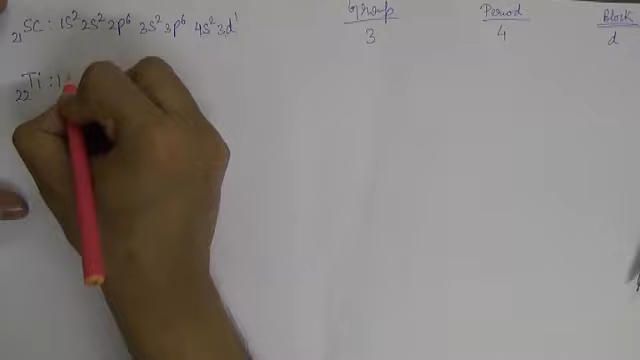 Group Period Block
₂₁SC : 1s² 2s² 2p⁶ 3s² 3p⁶ 4s² 3d¹ 3 4 d
₂₂Ti : 1